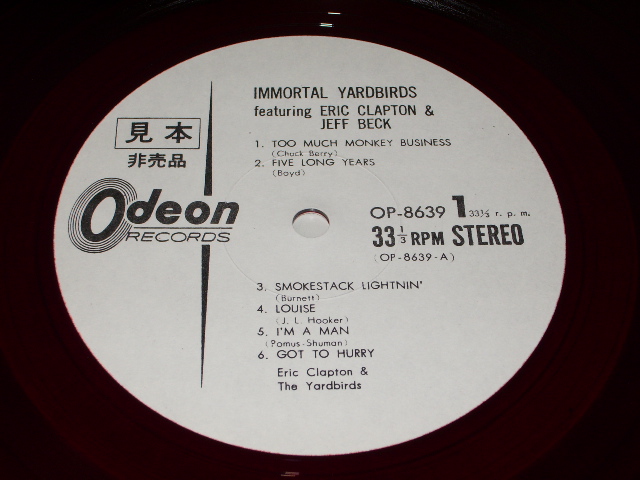 IMMORTAL YARDBIRDS
featuring ERIC CLAPTON &
JEFF BECK
見本
非売品
1. TOO MUCH MONKEY BUSINESS
(Chuck Berry)
2. FIVE LONG YEARS
(Boyd)
Odeon
RECORDS
OP-8639 1 33⅓ r. p. m.
33 1/3 RPM STEREO
(OP-8639-A)
3. SMOKESTACK LIGHTNIN'
(Burnett)
4. LOUISE
(J. L. Hooker)
5. I'M A MAN
(Pomus-Shuman)
6. GOT TO HURRY
Eric Clapton &
The Yardbirds